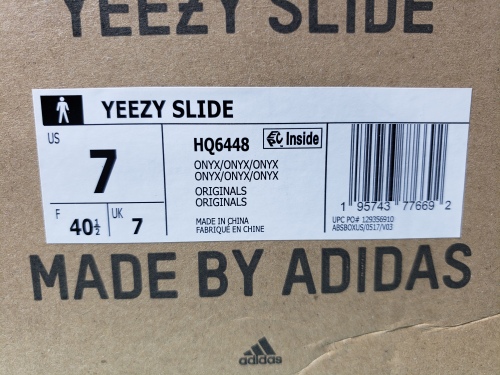 YEEZY SLIDE
YEEZY SLIDE
US
7
F
40½
UK
7
HQ6448
Inside
ONYX/ONYX/ONYX
ONYX/ONYX/ONYX
ORIGINALS
ORIGINALS
MADE IN CHINA
FABRIQUÉ EN CHINE
1 95743 77669 2
UPC PO# 129356910
ABSBOXUS/0517/V03
MADE BY ADIDAS
adidas